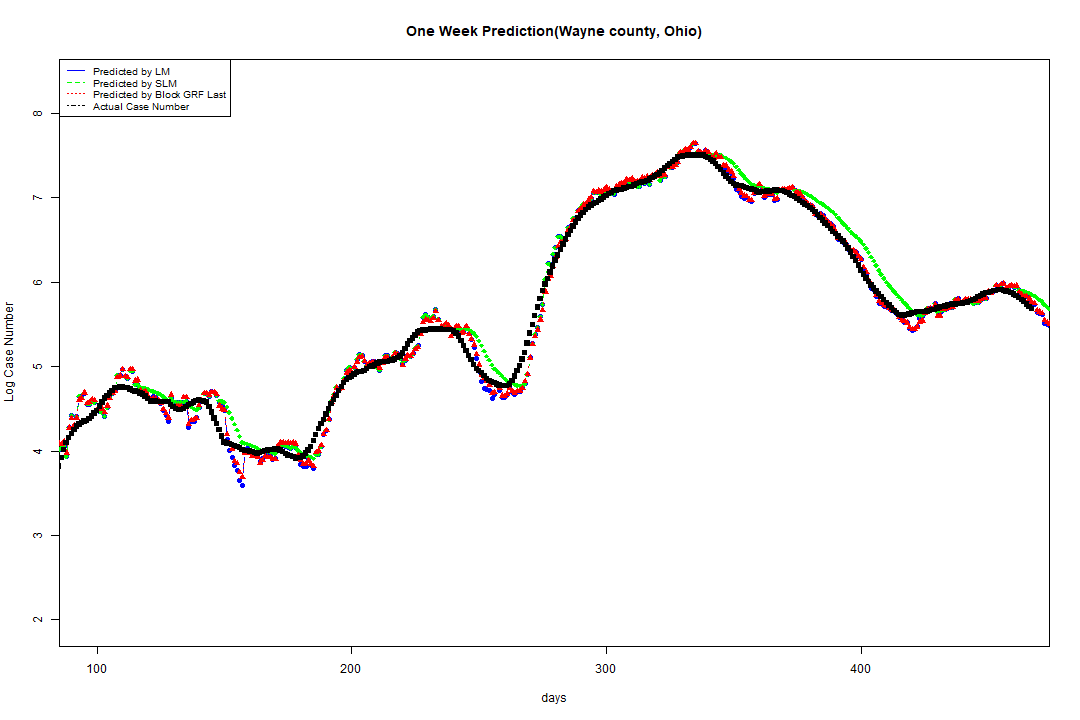 One Week Prediction(Wayne county, Ohio)
Predicted by LM
Predicted by SLM
Predicted by Block GRF Last
Actual Case Number
8
7
6
5
4
3
2
Log Case Number
100 200 300 400
days